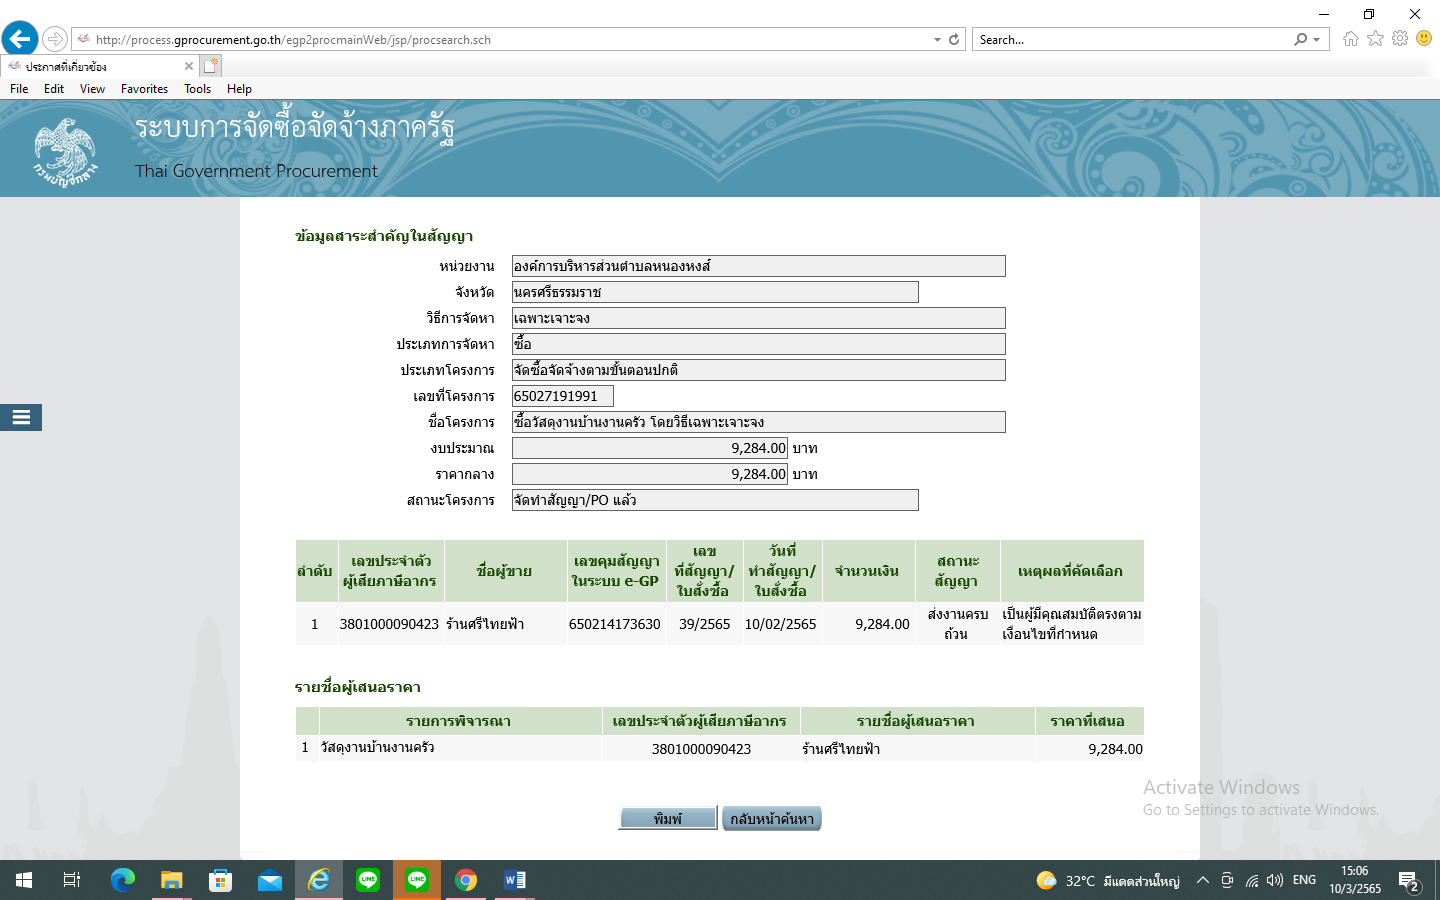 http://process.gprocurement.go.th/egp2procmainWeb/jsp/procsearch.sch
Search...
ประกาศที่เกี่ยวข้อง
File Edit View Favorites Tools Help
ระบบการจัดซื้อจัดจ้างภาครัฐ
Thai Government Procurement
กรมบัญชีกลาง
ข้อมูลสาระสำคัญในสัญญา
หน่วยงาน องค์การบริหารส่วนตำบลหนองหงส์
จังหวัด นครศรีธรรมราช
วิธีการจัดหา เฉพาะเจาะจง
ประเภทการจัดหา ซื้อ
ประเภทโครงการ จัดซื้อจัดจ้างตามขั้นตอนปกติ
เลขที่โครงการ 65027191991
ชื่อโครงการ ซื้อวัสดุงานบ้านงานครัว โดยวิธีเฉพาะเจาะจง
งบประมาณ 9,284.00 บาท
ราคากลาง 9,284.00 บาท
สถานะโครงการ จัดทำสัญญา/PO แล้ว
ลำดับ เลขประจำตัวผู้เสียภาษีอากร ชื่อผู้ขาย เลขคุมสัญญาในระบบ e-GP เลขที่สัญญา/ใบสั่งซื้อ วันที่ทำสัญญา/ใบสั่งซื้อ จำนวนเงิน สถานะสัญญา เหตุผลที่คัดเลือก
1 3801000090423 ร้านศรีไทยฟ้า 650214173630 39/2565 10/02/2565 9,284.00 ส่งงานครบถ้วน เป็นผู้มีคุณสมบัติตรงตามเงื่อนไขที่กำหนด
รายชื่อผู้เสนอราคา
รายการพิจารณา เลขประจำตัวผู้เสียภาษีอากร รายชื่อผู้เสนอราคา ราคาที่เสนอ
1 วัสดุงานบ้านงานครัว 3801000090423 ร้านศรีไทยฟ้า 9,284.00
พิมพ์ กลับหน้าค้นหา
Activate Windows
Go to Settings to activate Windows.
LINE LINE
32°C มีแดดส่วนใหญ่ ENG 15:06
10/3/2565 2